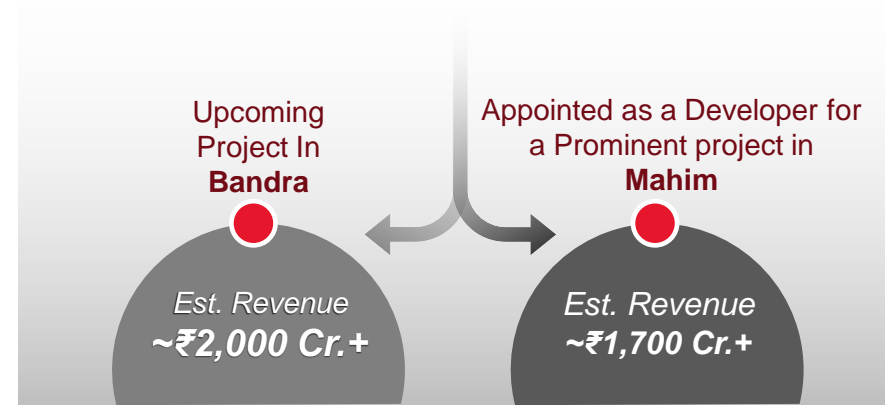 Upcoming
Project In
Bandra
Appointed as a Developer for
a Prominent project in
Mahim
Est. Revenue
~₹2,000 Cr.+
Est. Revenue
~₹1,700 Cr.+